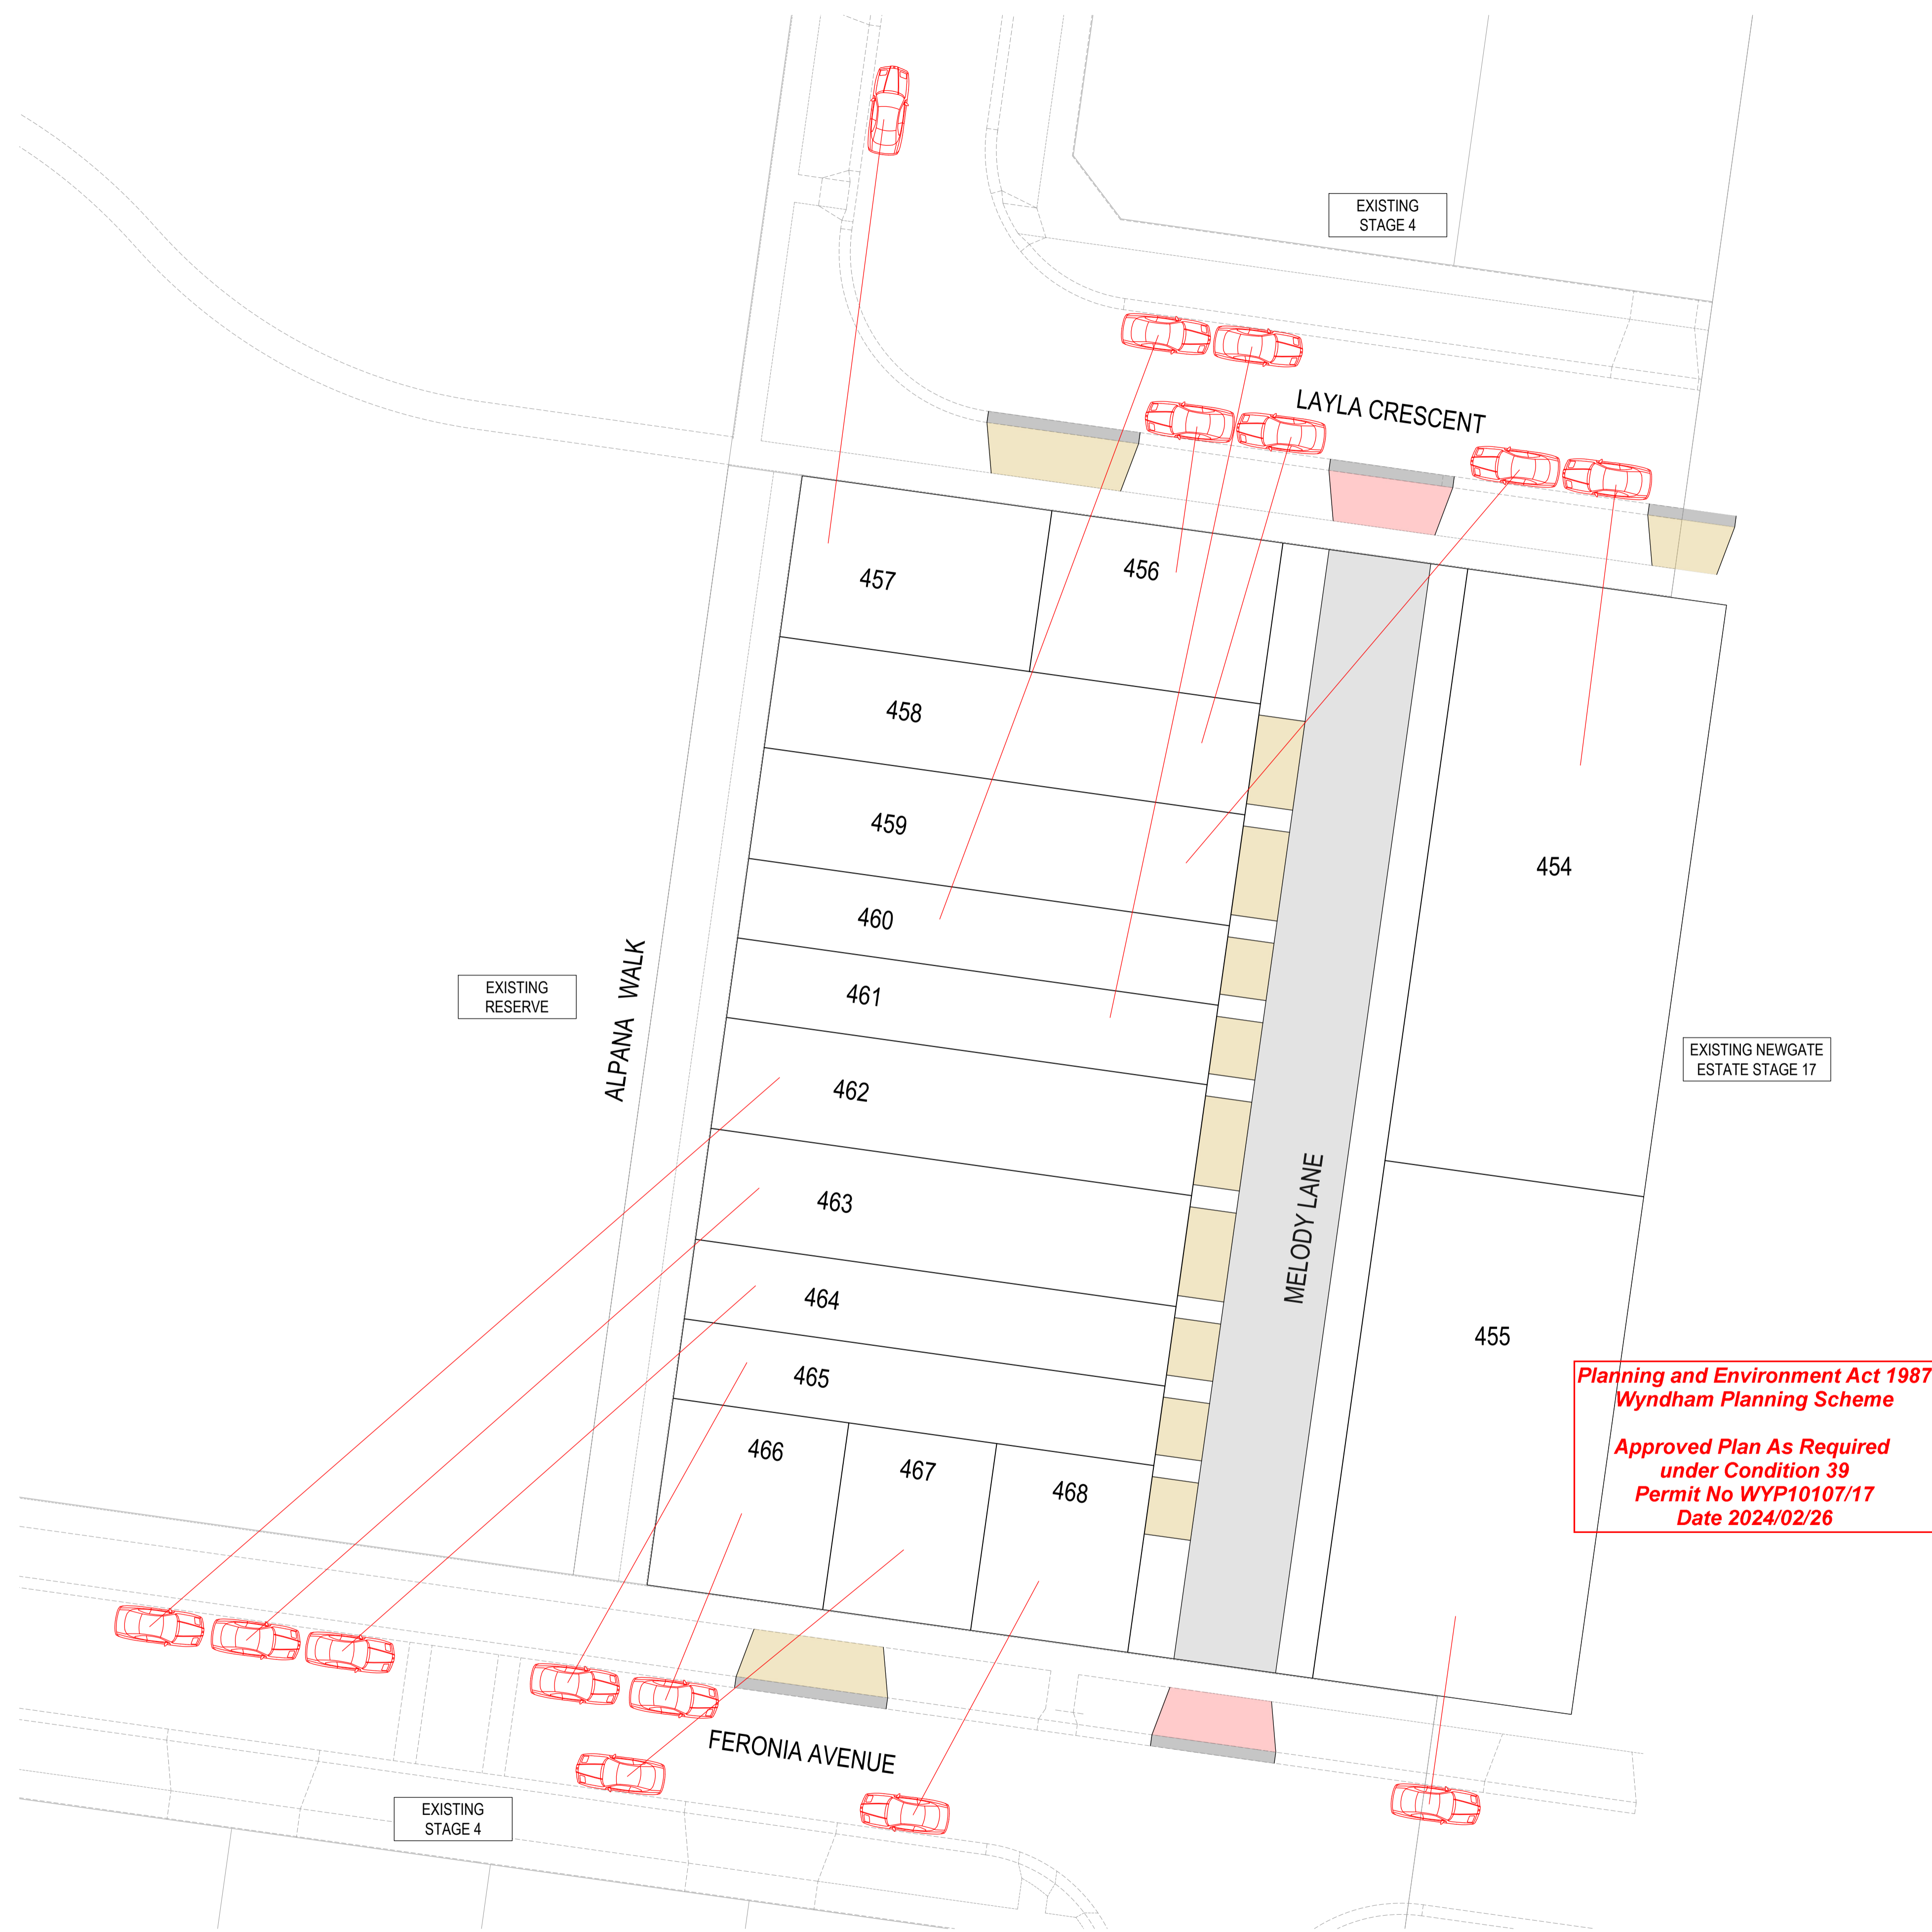 EXISTING
STAGE 4
LAYLA CRESCENT
457
456
458
459
454
460
461
EXISTING
RESERVE
ALPANA WALK
462
EXISTING NEWGATE
ESTATE STAGE 17
463
MELODY LANE
464
455
465
466
467
468
Planning and Environment Act 1987
Wyndham Planning Scheme
Approved Plan As Required
under Condition 39
Permit No WYP10107/17
Date 2024/02/26
FERONIA AVENUE
EXISTING
STAGE 4